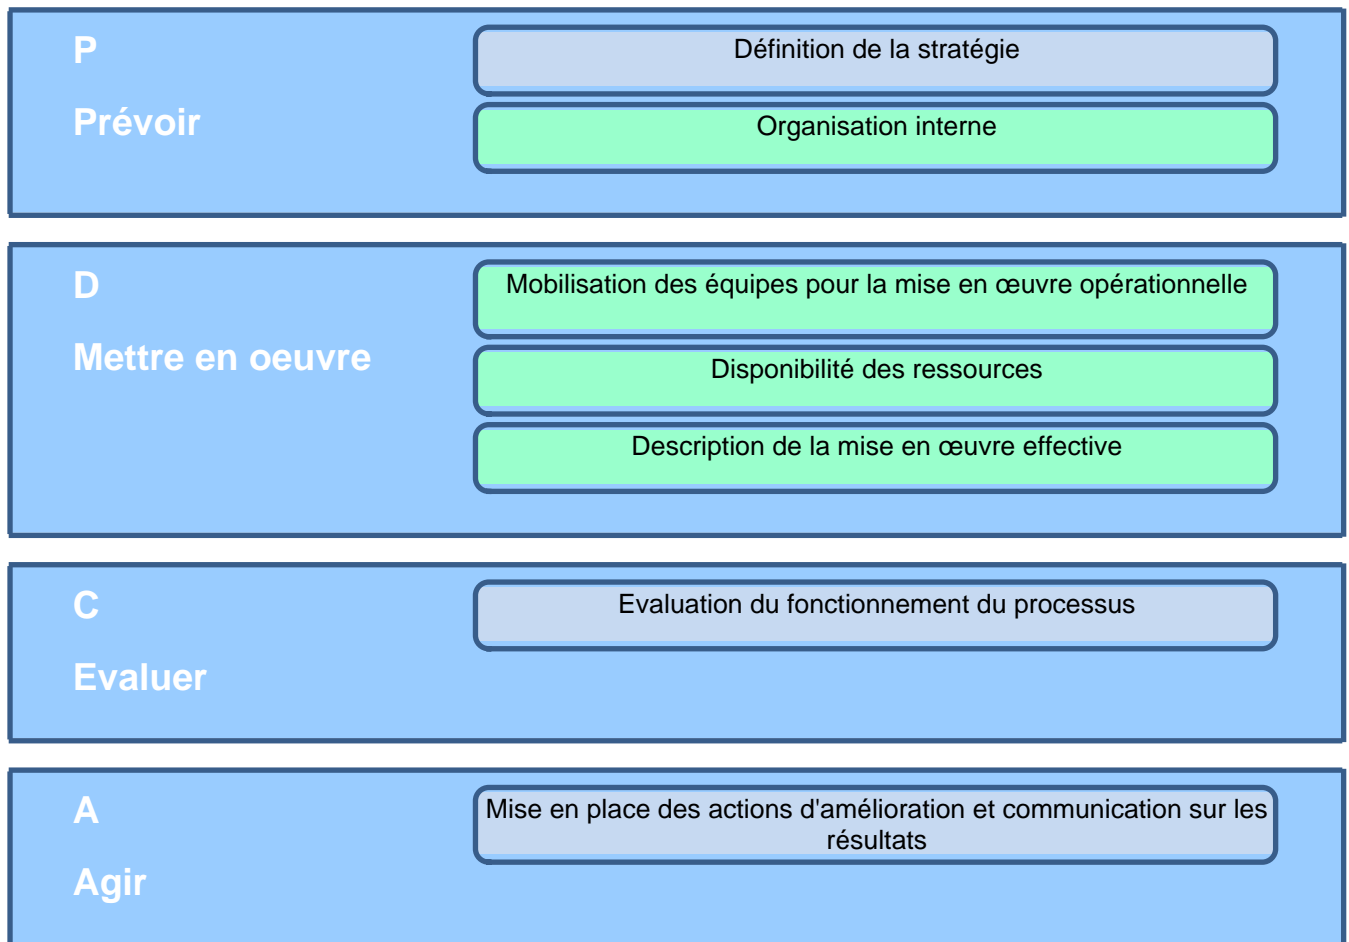 P
Prévoir
Définition de la stratégie
Organisation interne
D
Mettre en oeuvre
Mobilisation des équipes pour la mise en œuvre opérationnelle
Disponibilité des ressources
Description de la mise en œuvre effective
C
Evaluer
Evaluation du fonctionnement du processus
A
Agir
Mise en place des actions d'amélioration et communication sur les
résultats